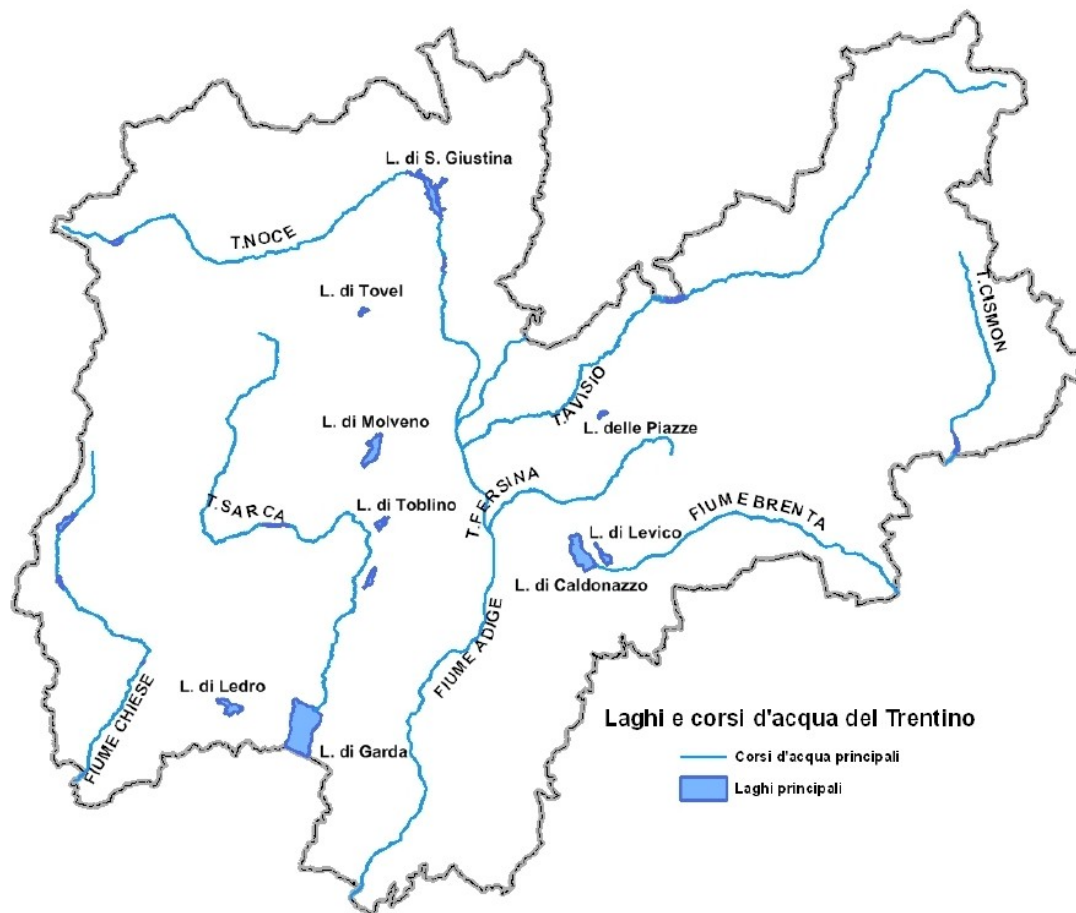 L. di S. Giustina
T.NOCE
T.CISMON
L. di Tovel
T.AVISIO
L. di Molveno
L. delle Piazze
T.SARCA
L. di Toblino
T.FERSINA
FIUME BRENTA
L. di Levico
L. di Caldonazzo
FIUME ADIGE
L. di Ledro
FIUME CHIESE
L. di Garda
Laghi e corsi d'acqua del Trentino
Corsi d'acqua principali
Laghi principali